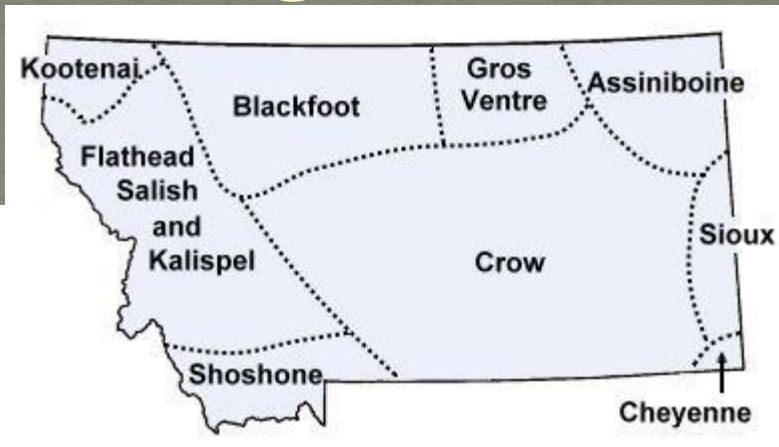 Kootenai
Blackfoot
Gros
Ventre
Assiniboine
Flathead
Salish
and
Kalispel
Crow
Sioux
Shoshone
Cheyenne